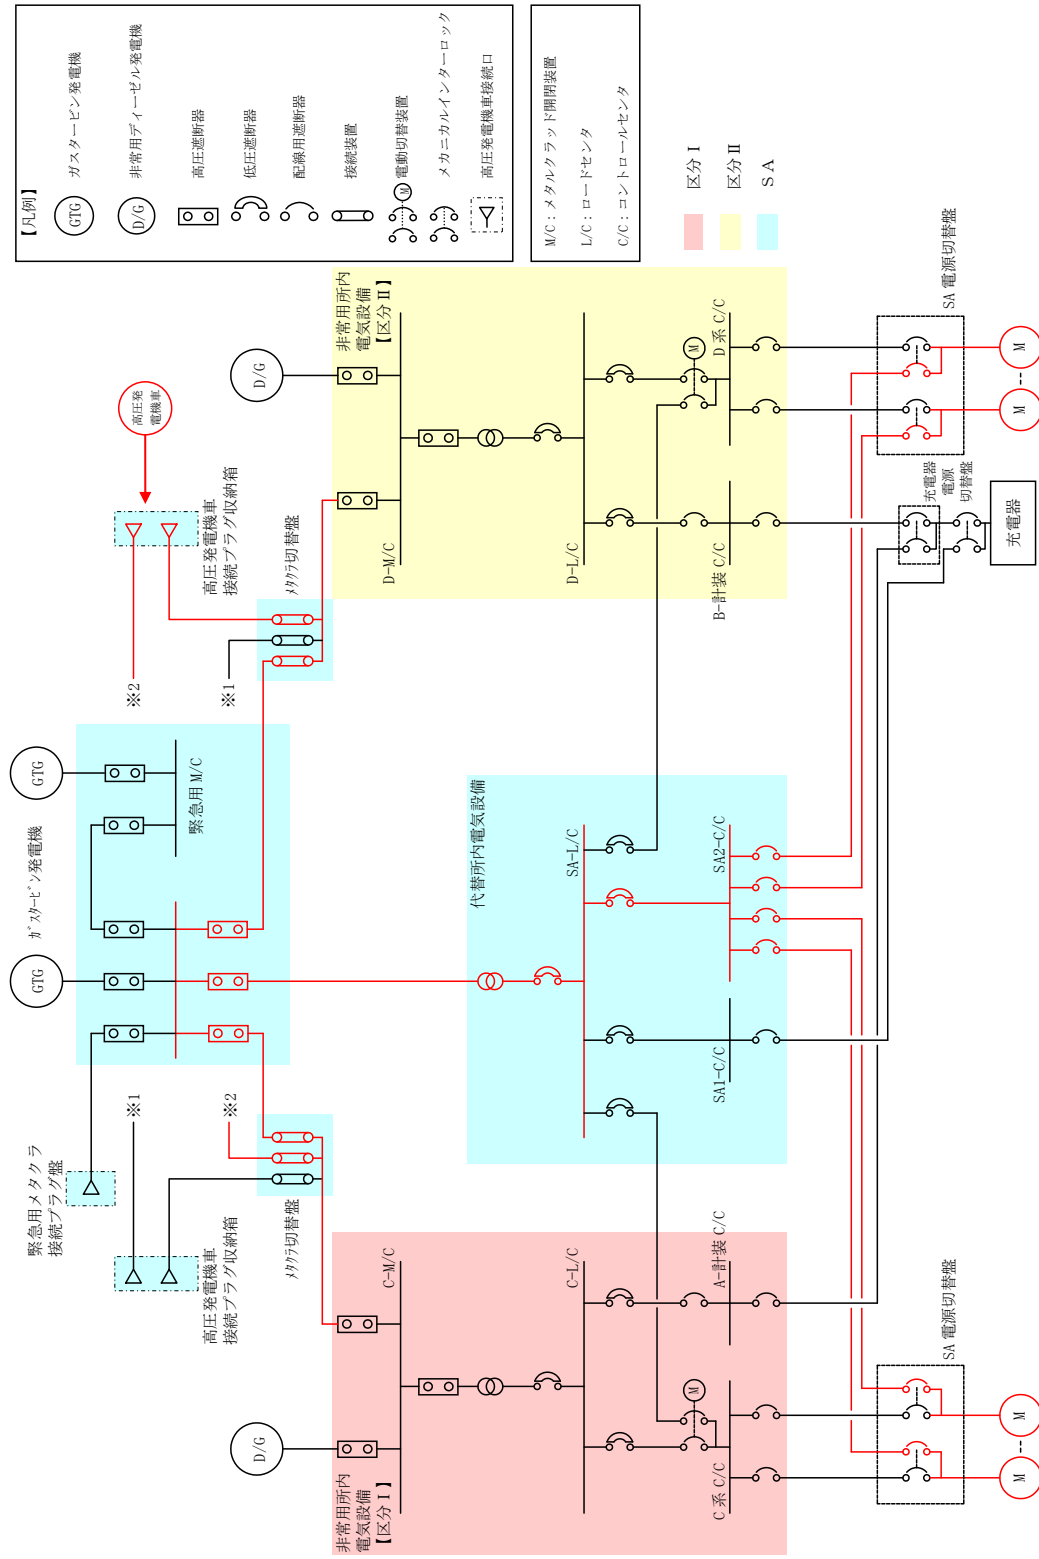 【凡例】
GTG
ガスタービン発電機
D/G
非常用ディーゼル発電機
高圧遮断器
低圧遮断器
配線用遮断器
接続装置
M
電動切替装置
メカニカルインターロック
高圧発電機車接続口
M/C：メタルクラッド開閉装置
L/C：ロードセンタ
C/C：コントロールセンタ
区分Ⅰ
区分Ⅱ
ＳＡ
緊急用メタクラ
接続プラグ盤
GTG
ｶﾞｽﾀｰﾋﾞﾝ発電機
GTG
緊急用 M/C
高圧発
電機車
高圧発電機車
接続プラグ収納箱
※1
※2
高圧発電機車
接続プラグ収納箱
※2
※1
ﾒﾀｸﾗ切替盤
ﾒﾀｸﾗ切替盤
D/G
D/G
非常用所内
電気設備
【区分Ⅰ】
C-M/C
C-L/C
M
C 系 C/C
A-計装 C/C
代替所内電気設備
SA-L/C
SA1-C/C
SA2-C/C
非常用所内
電気設備
【区分Ⅱ】
D-M/C
D-L/C
M
B-計装 C/C
D 系 C/C
SA 電源切替盤
M
M
充電器
電源
切替盤
充電器
SA 電源切替盤
M
M